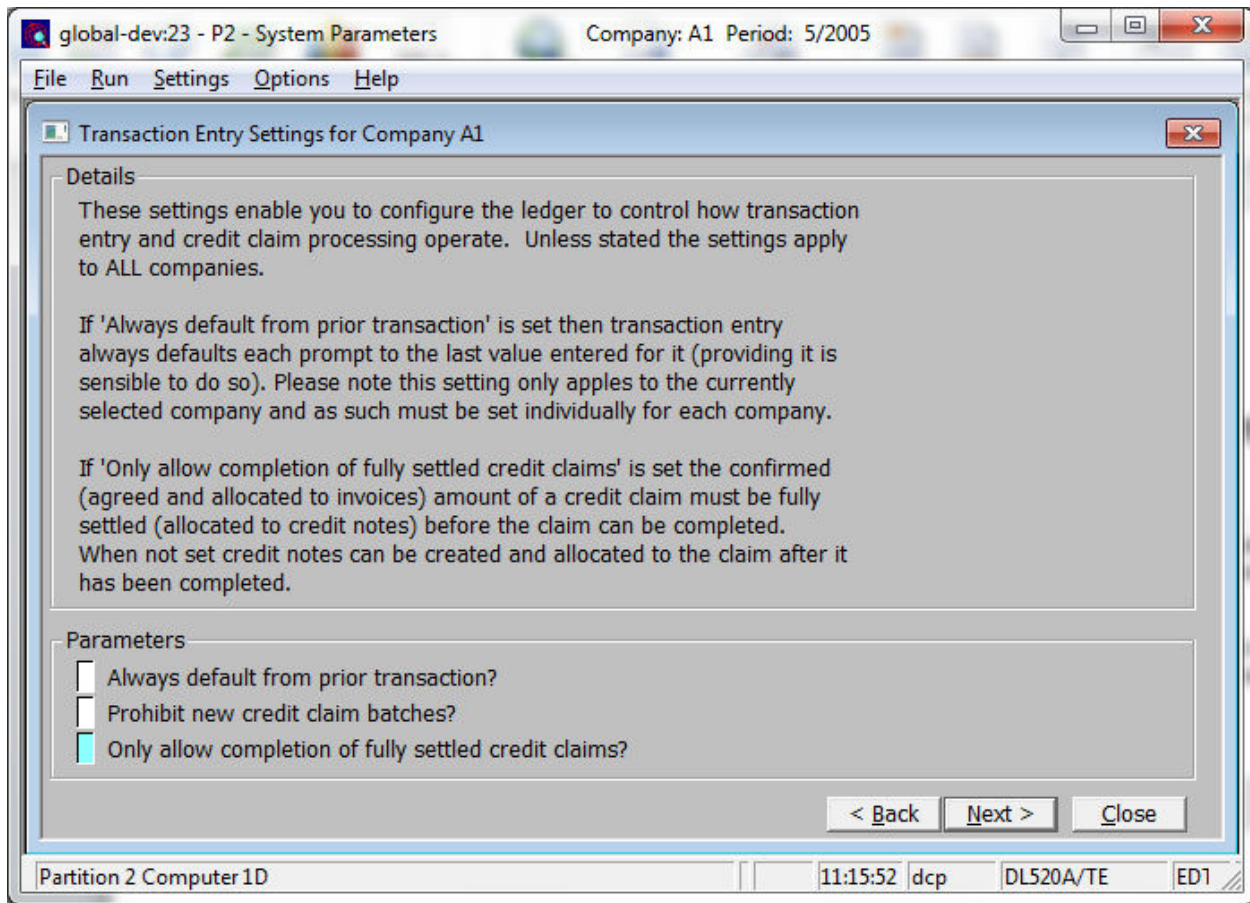 global-dev:23 - P2 - System Parameters Company: A1 Period: 5/2005
File Run Settings Options Help
Transaction Entry Settings for Company A1
Details
These settings enable you to configure the ledger to control how transaction
entry and credit claim processing operate. Unless stated the settings apply
to ALL companies.
If 'Always default from prior transaction' is set then transaction entry
always defaults each prompt to the last value entered for it (providing it is
sensible to do so). Please note this setting only apples to the currently
selected company and as such must be set individually for each company.
If 'Only allow completion of fully settled credit claims' is set the confirmed
(agreed and allocated to invoices) amount of a credit claim must be fully
settled (allocated to credit notes) before the claim can be completed.
When not set credit notes can be created and allocated to the claim after it
has been completed.
Parameters
Always default from prior transaction?
Prohibit new credit claim batches?
Only allow completion of fully settled credit claims?
< Back Next > Close
Partition 2 Computer 1D 11:15:52 dcp DL520A/TE